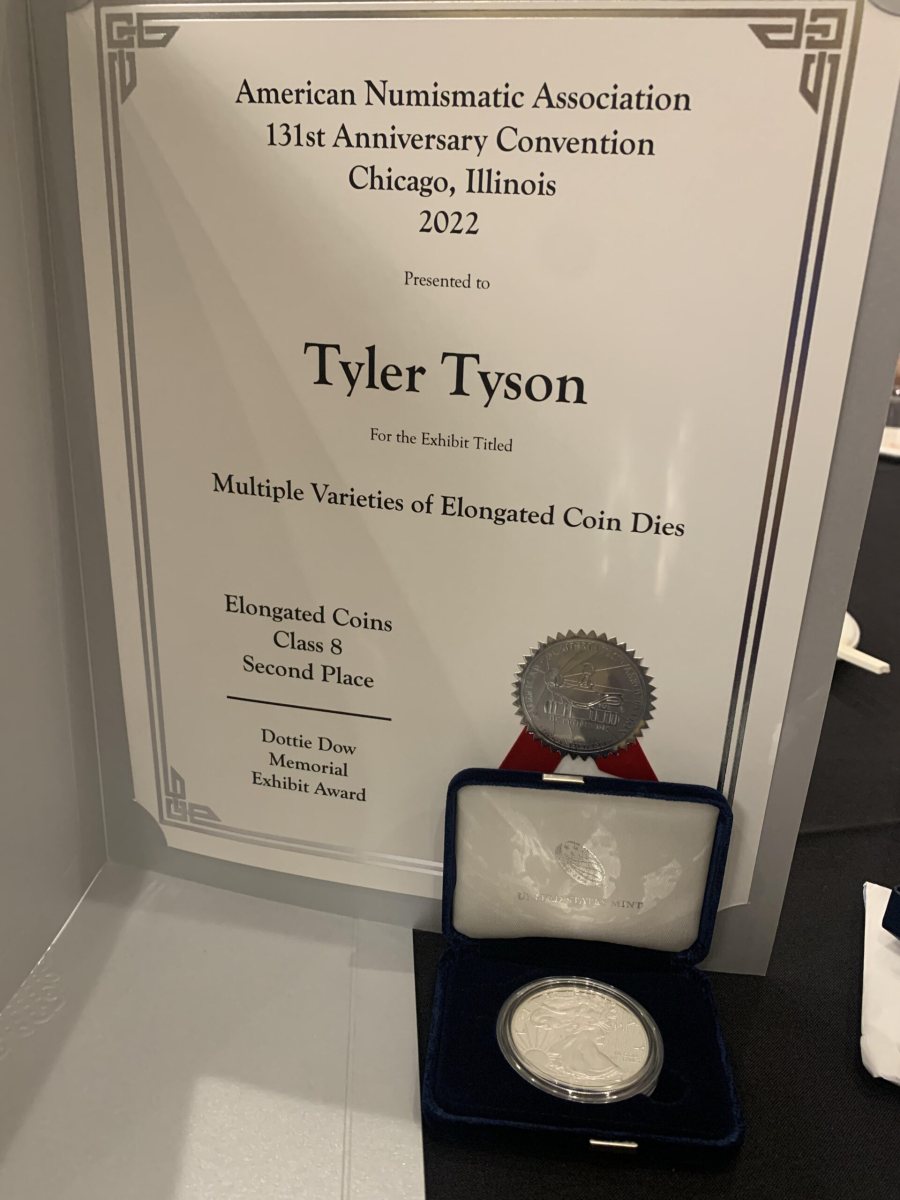 American Numismatic Association
131st Anniversary Convention
Chicago, Illinois
2022
Presented to
Tyler Tyson
For the Exhibit Titled
Multiple Varieties of Elongated Coin Dies
Elongated Coins
Class 8
Second Place
Dottie Dow
Memorial
Exhibit Award
UNITED STATES MINT